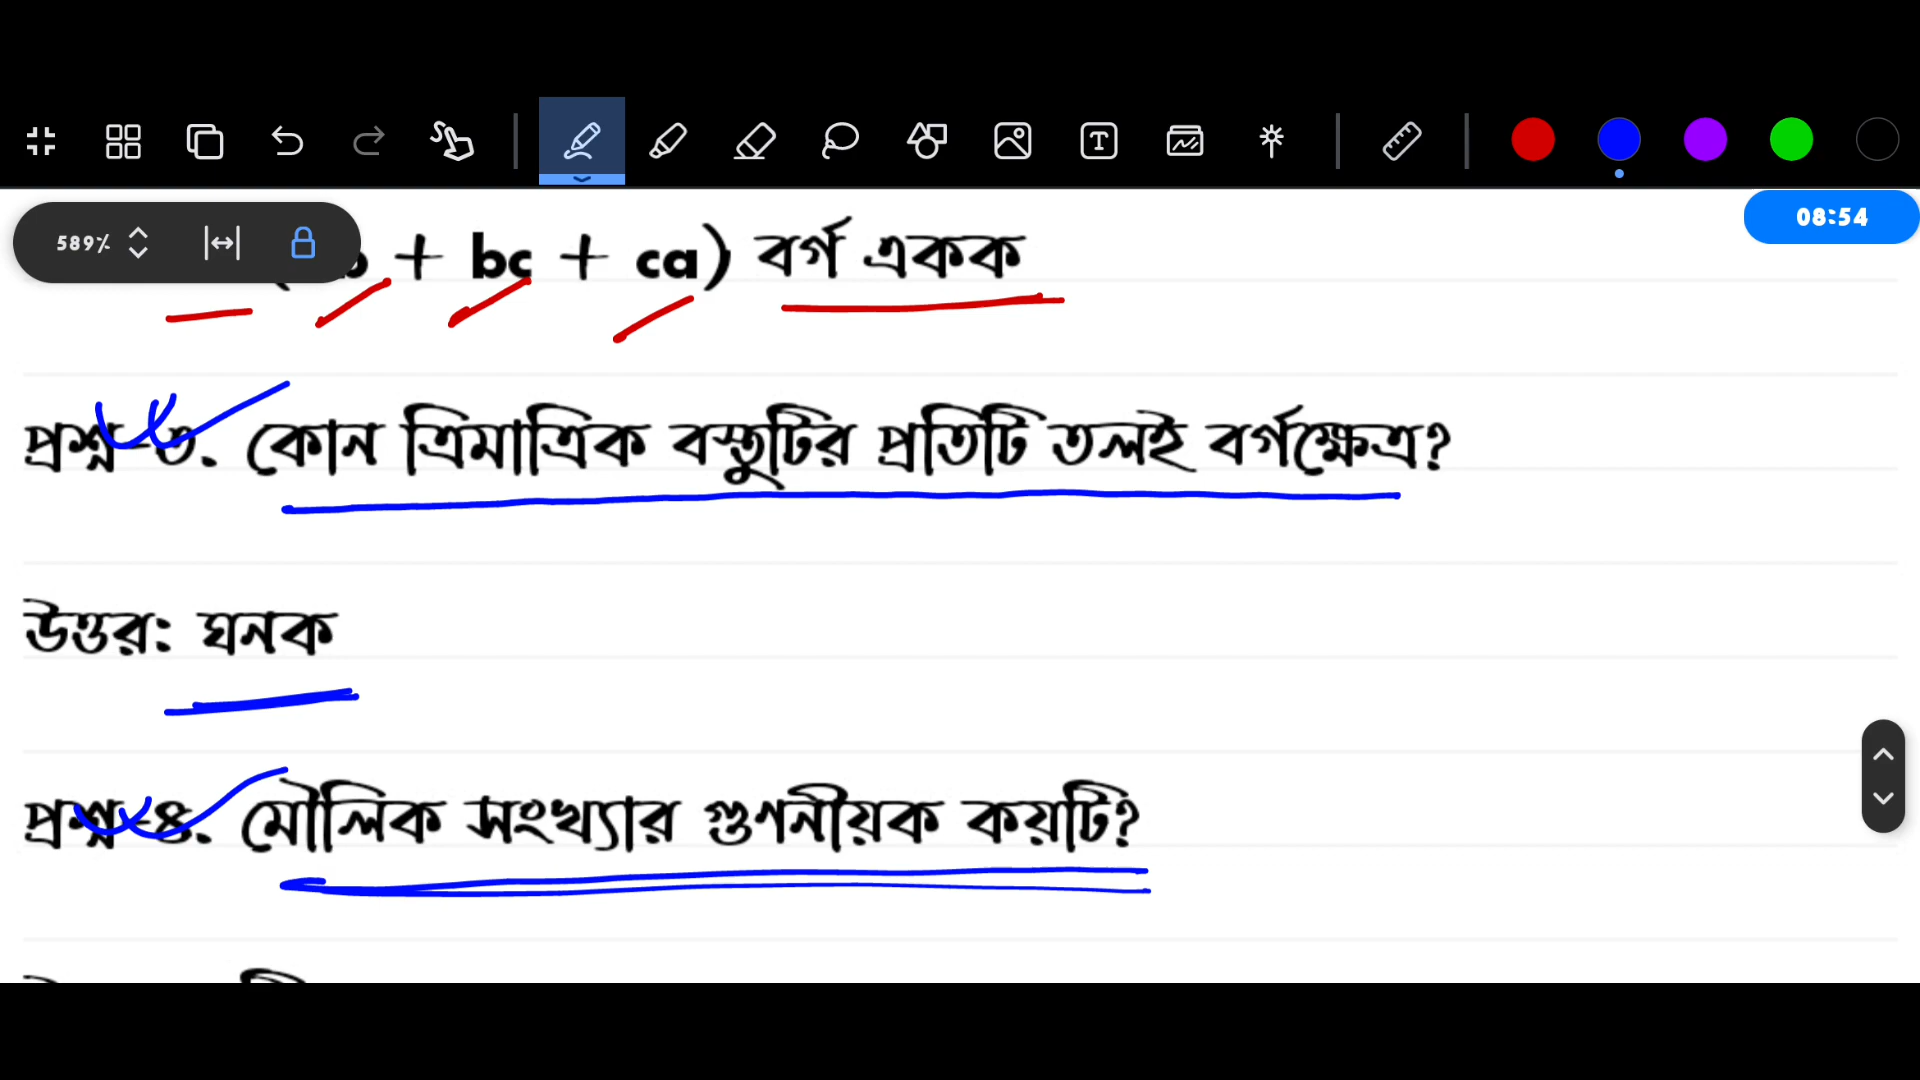 589%
08:54
+ bc + ca) বর্গ একক
প্রশ্ন-৩. কোন ত্রিমাত্রিক বস্তুটির প্রতিটি তলই বর্গক্ষেত্র?
উত্তর: ঘনক
প্রশ্ন-৪. মৌলিক সংখ্যার গুণনীয়ক কয়টি?